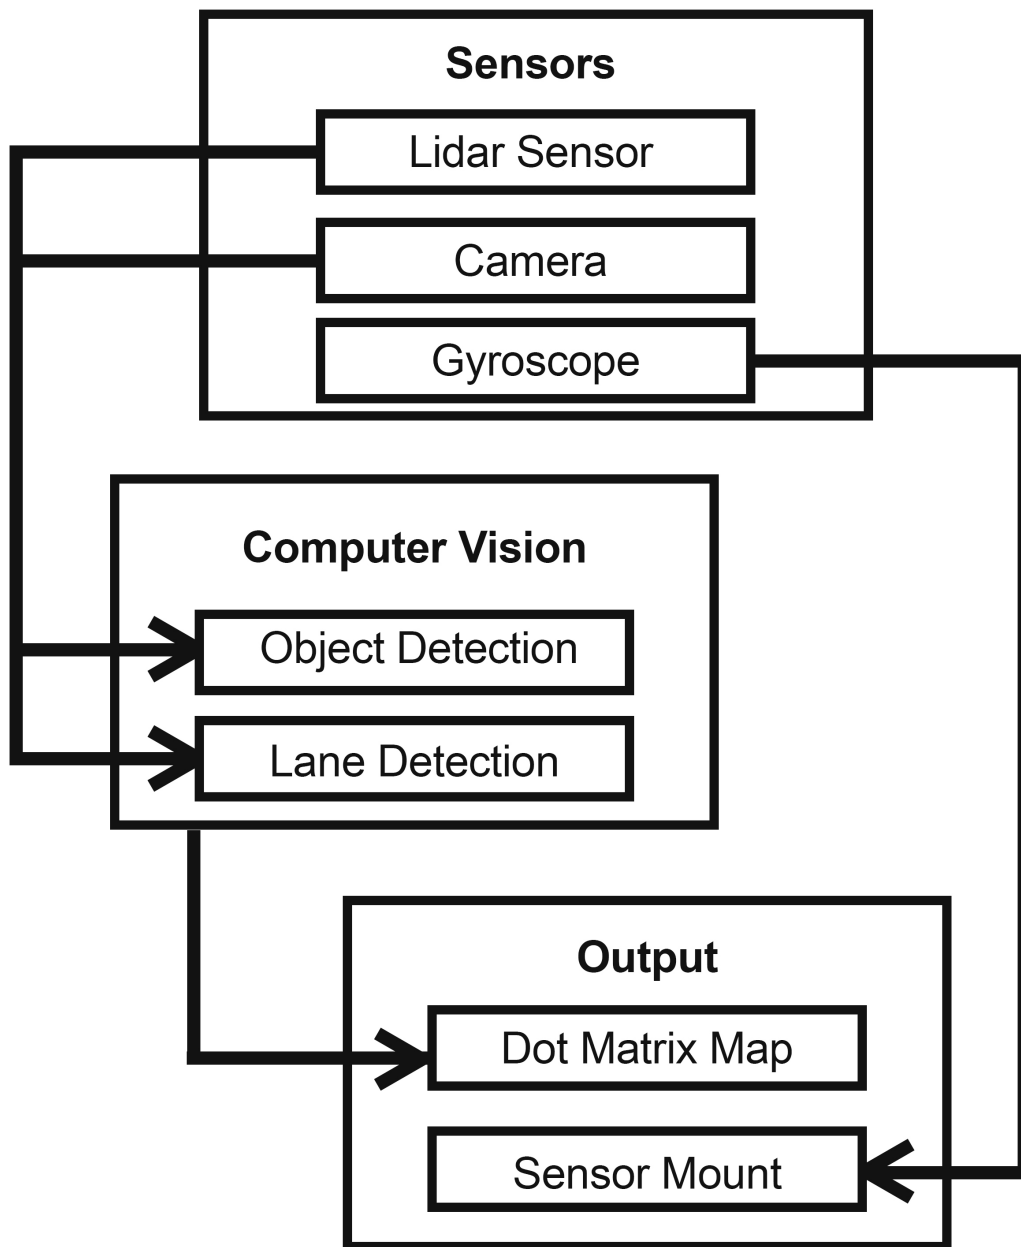 Sensors
Lidar Sensor
Camera
Gyroscope
Computer Vision
Object Detection
Lane Detection
Output
Dot Matrix Map
Sensor Mount